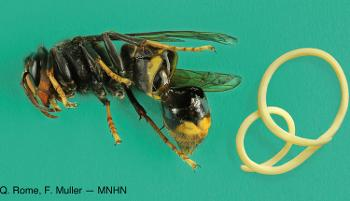 Q. Rome, F. Muller — MNHN